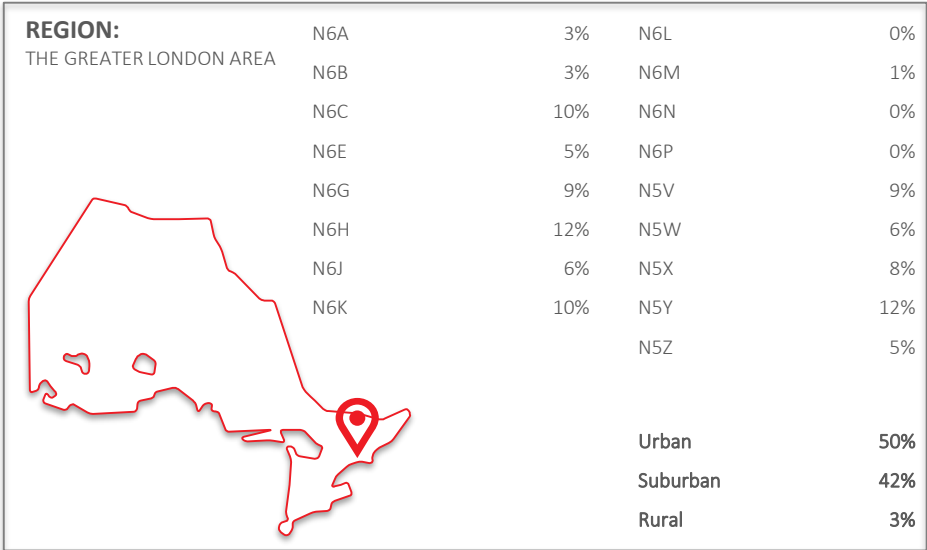 REGION:
THE GREATER LONDON AREA
N6A 3%
N6B 3%
N6C 10%
N6E 5%
N6G 9%
N6H 12%
N6J 6%
N6K 10%
N6L 0%
N6M 1%
N6N 0%
N6P 0%
N5V 9%
N5W 6%
N5X 8%
N5Y 12%
N5Z 5%
Urban 50%
Suburban 42%
Rural 3%